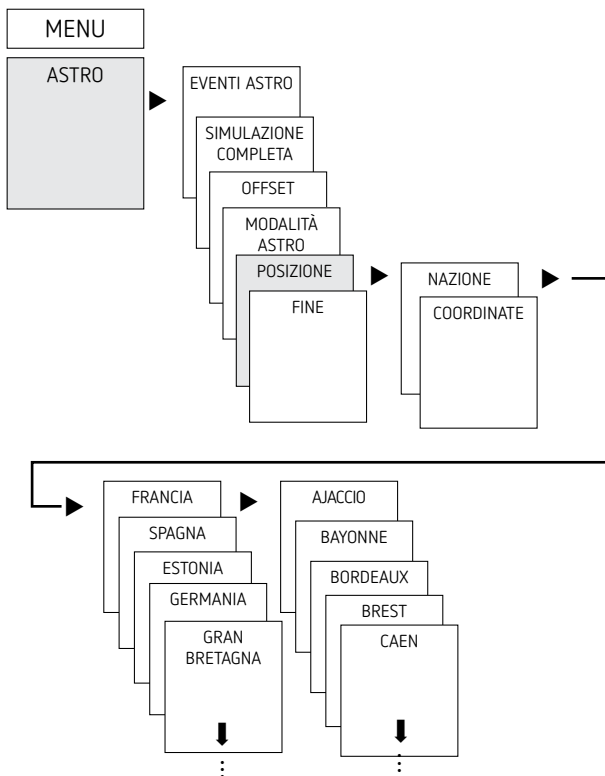 MENU
ASTRO
EVENTI ASTRO
SIMULAZIONE
COMPLETA
OFFSET
MODALITÀ
ASTRO
POSIZIONE
FINE
NAZIONE
COORDINATE
FRANCIA
SPAGNA
ESTONIA
GERMANIA
GRAN
BRETAGNA
AJACCIO
BAYONNE
BORDEAUX
BREST
CAEN